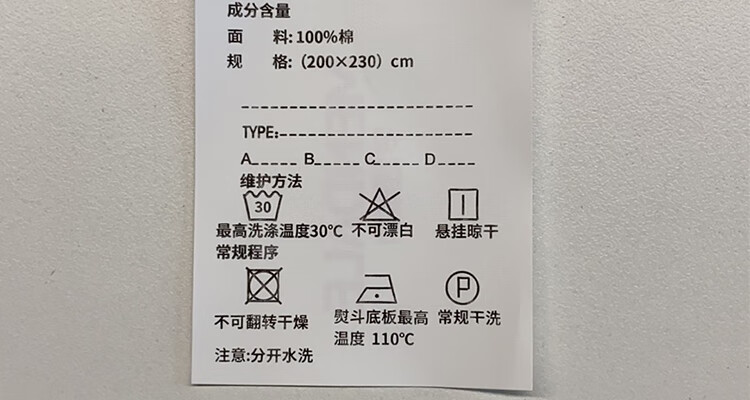 成分含量
面 料:100%棉
规 格:(200×230)cm
TYPE:
A B C D
维护方法
30 P
最高洗涤温度30℃ 不可漂白 悬挂晾干
常规程序
不可翻转干燥 熨斗底板最高 常规干洗
温度 110℃
注意:分开水洗